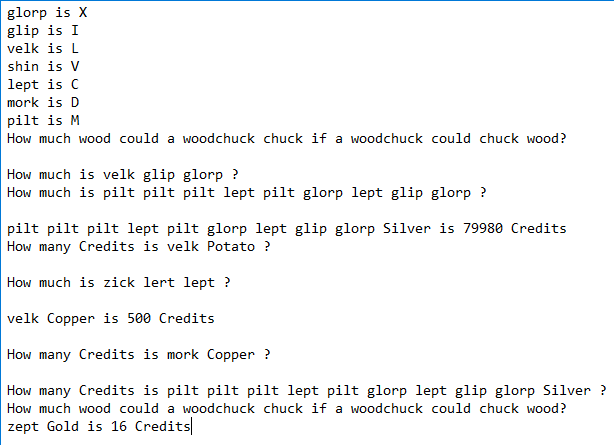 glorp is X
glip is I
velk is L
shin is V
lept is C
mork is D
pilt is M
How much wood could a woodchuck chuck if a woodchuck could chuck wood?
How much is velk glip glorp ?
How much is pilt pilt pilt lept pilt glorp lept glip glorp ?
pilt pilt pilt lept pilt glorp lept glip glorp Silver is 79980 Credits
How many Credits is velk Potato ?
How much is zick lert lept ?
velk Copper is 500 Credits
How many Credits is mork Copper ?
How many Credits is pilt pilt pilt lept pilt glorp lept glip glorp Silver ?
How much wood could a woodchuck chuck if a woodchuck could chuck wood?
zept Gold is 16 Credits